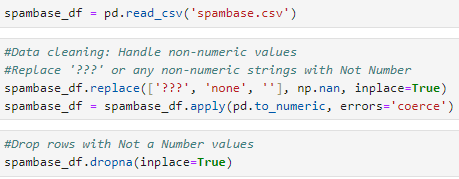 spambase_df = pd.read_csv('spambase.csv')
#Data cleaning: Handle non-numeric values
#Replace '???' or any non-numeric strings with Not Number
spambase_df.replace(['???', 'none', ''], np.nan, inplace=True)
spambase_df = spambase_df.apply(pd.to_numeric, errors='coerce')
#Drop rows with Not a Number values
spambase_df.dropna(inplace=True)